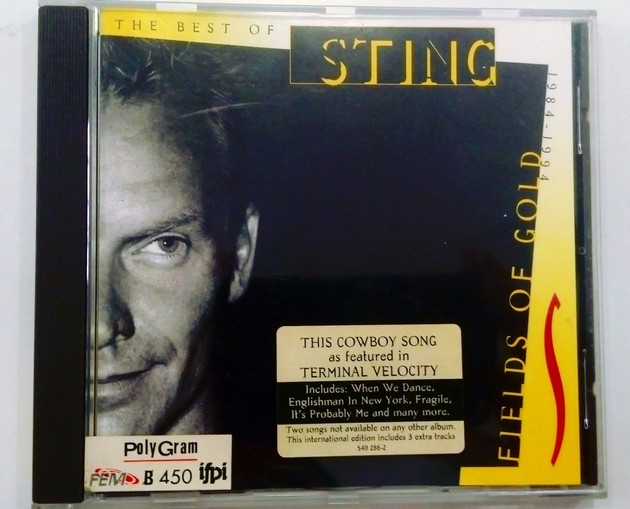 THE BEST OF
STING
1984-1994
FIELDS OF GOLD
THIS COWBOY SONG
as featured in
TERMINAL VELOCITY
Includes: When We Dance,
Englishman In New York, Fragile,
It's Probably Me and many more.
Two songs not available on any other album.
This international edition includes 3 extra tracks
540 286-2
PolyGram
FEM B 450 ifpi